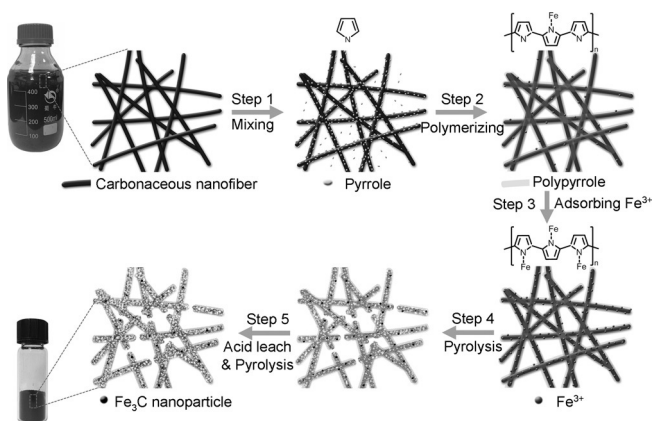 Fe
N
N
N
n
400
300
200
100
500ml
Step 1
Mixing
Step 2
Polymerizing
Carbonaceous nanofiber
Pyrrole
Polypyrrole
Step 3 Adsorbing Fe³⁺
Fe
N
N
N
Fe
Fe
n
Step 5
Acid leach
& Pyrolysis
Step 4
Pyrolysis
Fe₃C nanoparticle
Fe³⁺